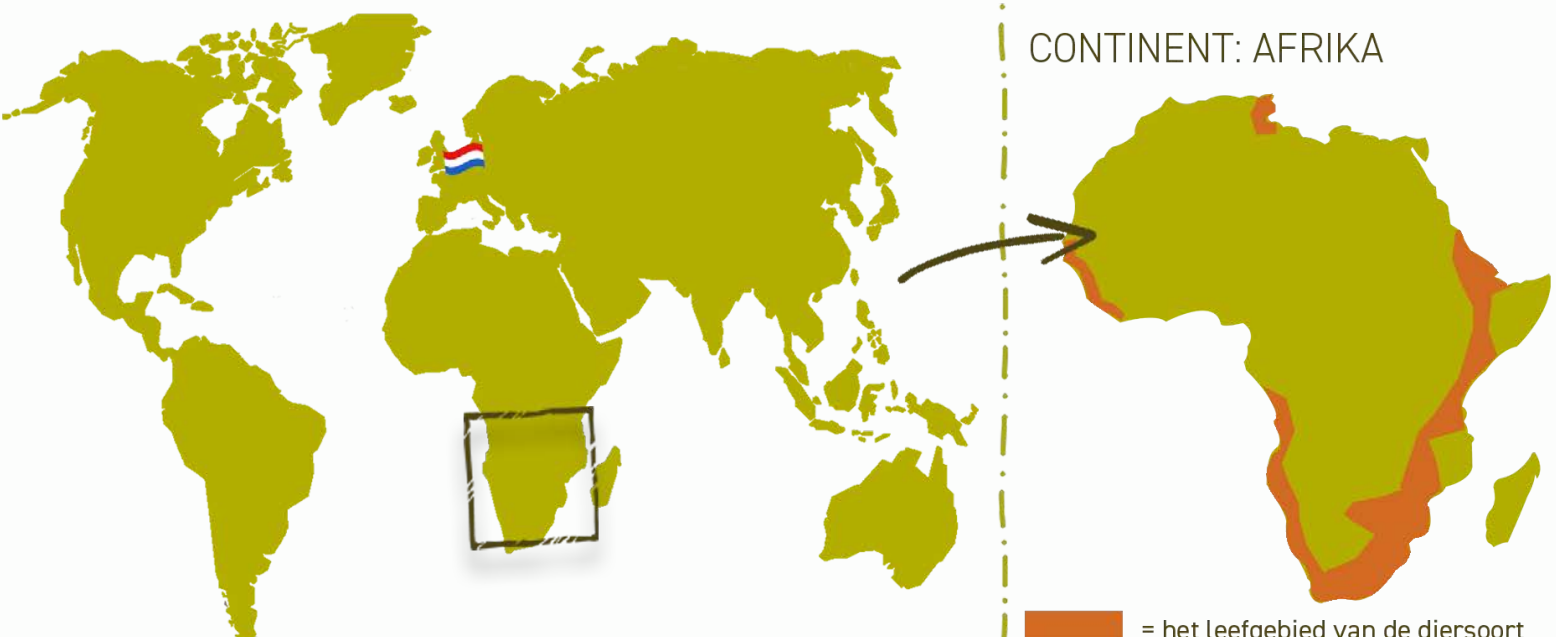 CONTINENT: AFRIKA
= het leefgebied van de diersoort